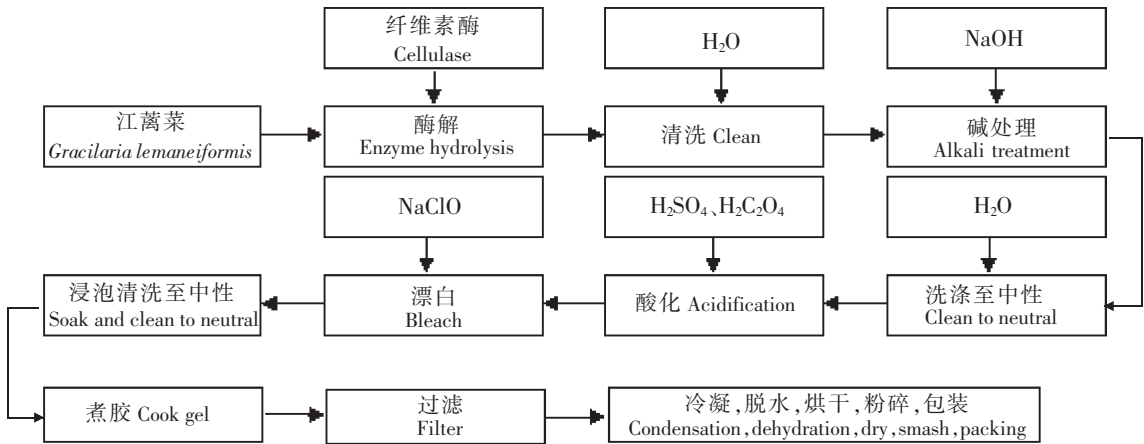 纤维素酶
Cellulase
H₂O
NaOH
江蓠菜
Gracilaria lemaneiformis
酶解
Enzyme hydrolysis
清洗 Clean
碱处理
Alkali treatment
NaClO
H₂SO₄、H₂C₂O₄
H₂O
浸泡清洗至中性
Soak and clean to neutral
漂白
Bleach
酸化 Acidification
洗涤至中性
Clean to neutral
煮胶 Cook gel
过滤
Filter
冷凝,脱水,烘干,粉碎,包装
Condensation,dehydration,dry,smash,packing